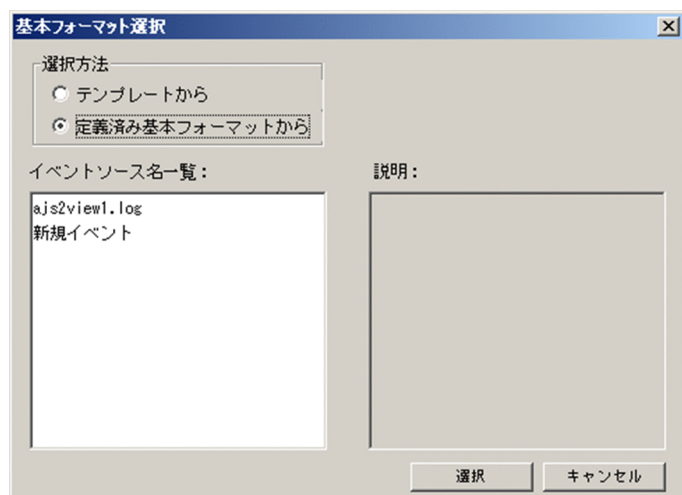 基本フォーマット選択
選択方法
テンプレートから
定義済み基本フォーマットから
イベントソース名一覧：
説明：
ajs2view1.log
新規イベント
選択
キャンセル